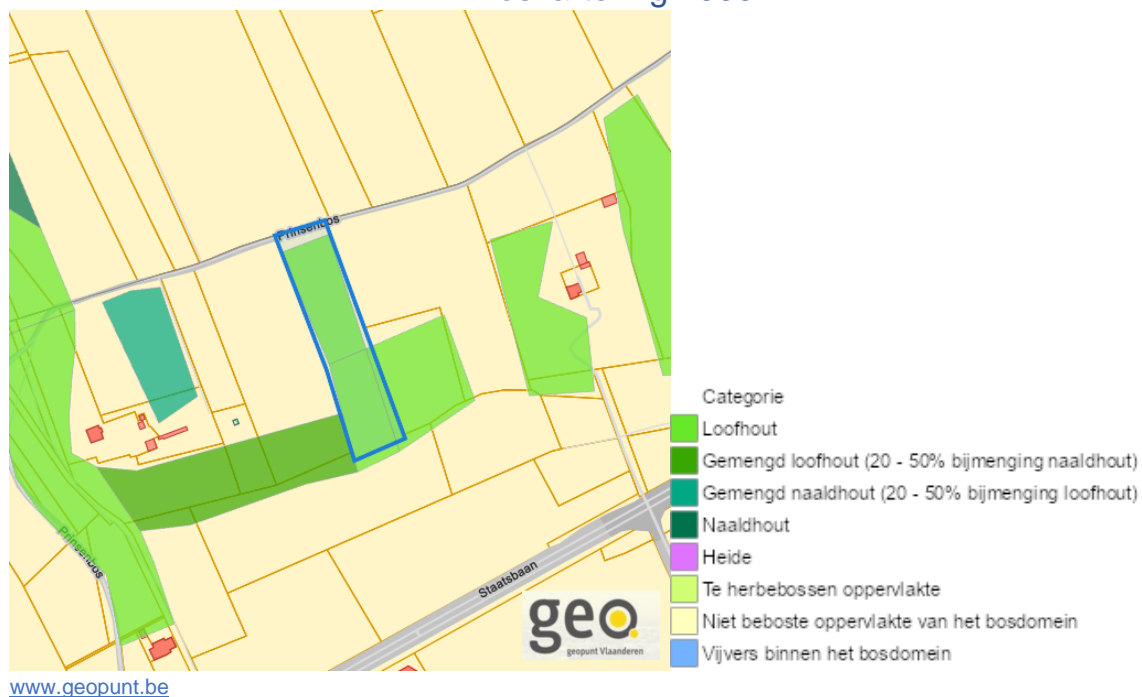 Prinsenbos
Prinsenbos
Staatsbaan
geo
geopunt Vlaanderen
Categorie
Loofhout
Gemengd loofhout (20 - 50% bijmenging naaldhout)
Gemengd naaldhout (20 - 50% bijmenging loofhout)
Naaldhout
Heide
Te herbebossen oppervlakte
Niet beboste oppervlakte van het bosdomein
Vijvers binnen het bosdomein
www.geopunt.be